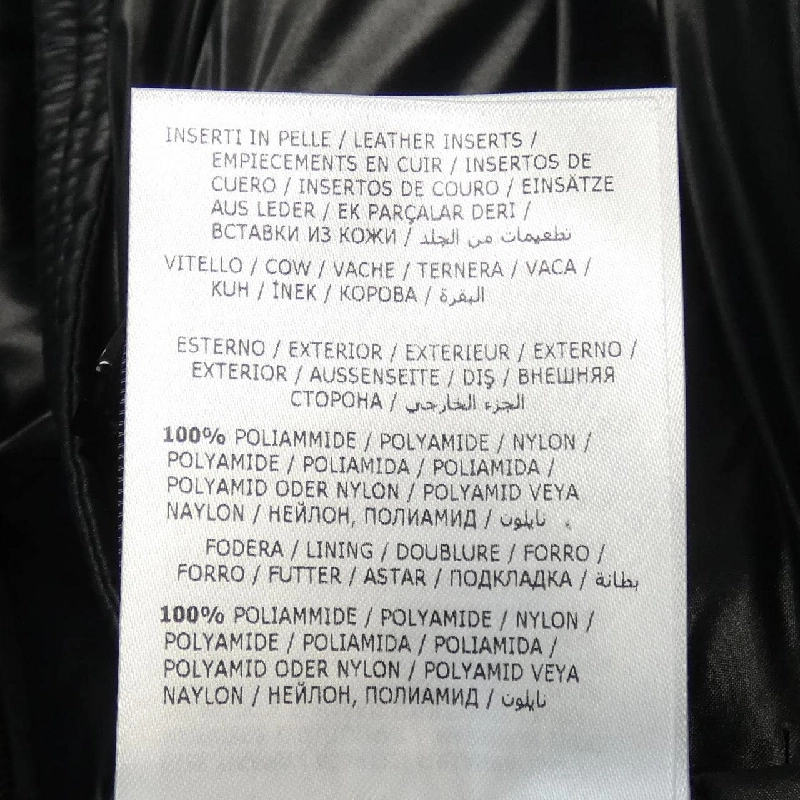 INSERTI IN PELLE / LEATHER INSERTS /
EMPIECEMENTS EN CUIR / INSERTOS DE
CUERO / INSERTOS DE COURO / EINSÄTZE
AUS LEDER / EK PARÇALAR DERI /
ВСТАВКИ ИЗ КОЖИ / تطعيمات من الجلد
VITELLO / COW / VACHE / TERNERA / VACA /
KUH / İNEK / КОРОВА / البقرة
ESTERNO / EXTERIOR / EXTERIEUR / EXTERNO /
EXTERIOR / AUSSENSEITE / DIŞ / ВНЕШНЯЯ
СТОРОНА / الجزء الخارجي
100% POLIAMMIDE / POLYAMIDE / NYLON /
POLYAMIDE / POLIAMIDA / POLIAMIDA /
POLYAMID ODER NYLON / POLYAMID VEYA
NAYLON / НЕЙЛОН, ПОЛИАМИД / نايلون
FODERA / LINING / DOUBLURE / FORRO /
FORRO / FUTTER / ASTAR / ПОДКЛАДКА / بطانة
100% POLIAMMIDE / POLYAMIDE / NYLON /
POLYAMIDE / POLIAMIDA / POLIAMIDA /
POLYAMID ODER NYLON / POLYAMID VEYA
NAYLON / НЕЙЛОН, ПОЛИАМИД / نايلون